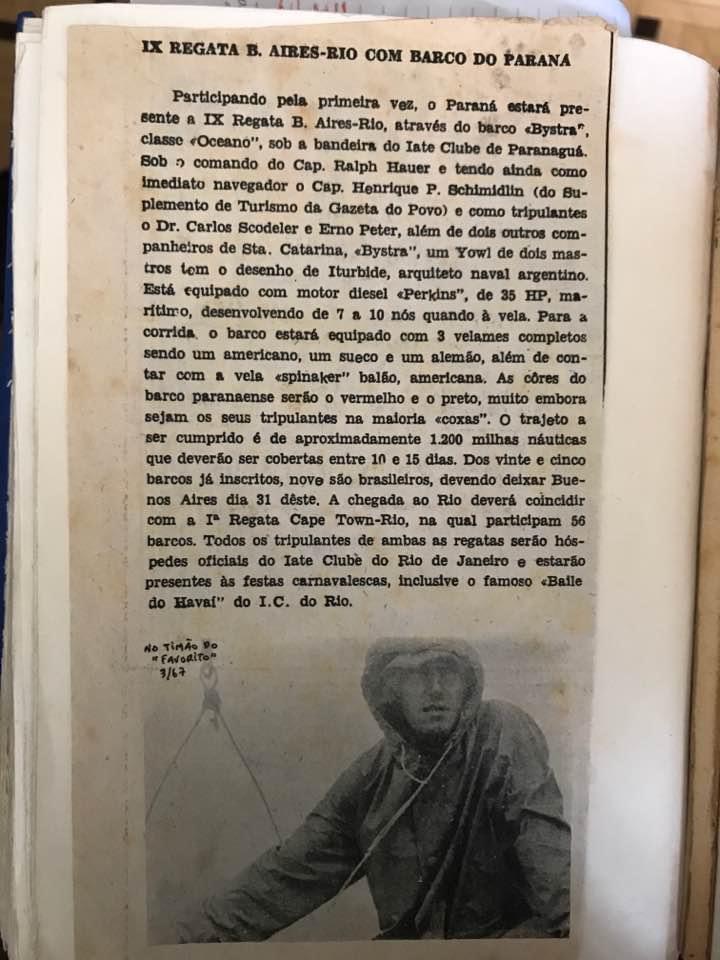 IX REGATA B. AIRES-RIO COM BARCO DO PARANÁ
Participando pela primeira vez, o Paraná estará pre-
sente a IX Regata B. Aires-Rio, através do barco «Bystra",
classe «Oceano", sob a bandeira do Iate Clube de Paranaguá.
Sob o comando do Cap. Ralph Hauer e tendo ainda como
imediato navegador o Cap. Henrique P. Schimidlin (do Su-
plemento de Turismo da Gazeta do Povo) e como tripulantes
o Dr. Carlos Scodeler e Erno Peter, além de dois outros com-
panheiros de Sta. Catarina, «Bystra", um Yowl de dois mas-
tros tem o desenho de Iturbide, arquiteto naval argentino.
Está equipado com motor diesel «Perkins", de 35 HP, ma-
rítimo, desenvolvendo de 7 a 10 nós quando à vela. Para a
corrida o barco estará equipado com 3 velames completos
sendo um americano, um sueco e um alemão, além de con-
tar com a vela «spinaker" balão, americana. As côres do
barco paranaense serão o vermelho e o preto, muito embora
sejam os seus tripulantes na maioria «coxas". O trajeto a
ser cumprido é de aproximadamente 1.200 milhas náuticas
que deverão ser cobertas entre 10 e 15 dias. Dos vinte e cinco
barcos já inscritos, nove são brasileiros, devendo deixar Bue-
nos Aires dia 31 dêste. A chegada ao Rio deverá coincidir
com a Iª Regata Cape Town-Rio, na qual participam 56
barcos. Todos os tripulantes de ambas as regatas serão hós-
pedes oficiais do Iate Clube do Rio de Janeiro e estarão
presentes às festas carnavalescas, inclusive o famoso «Baile
do Havaí" do I.C. do Rio.
NO TIMÃO DO
"FAVORITO"
3/67